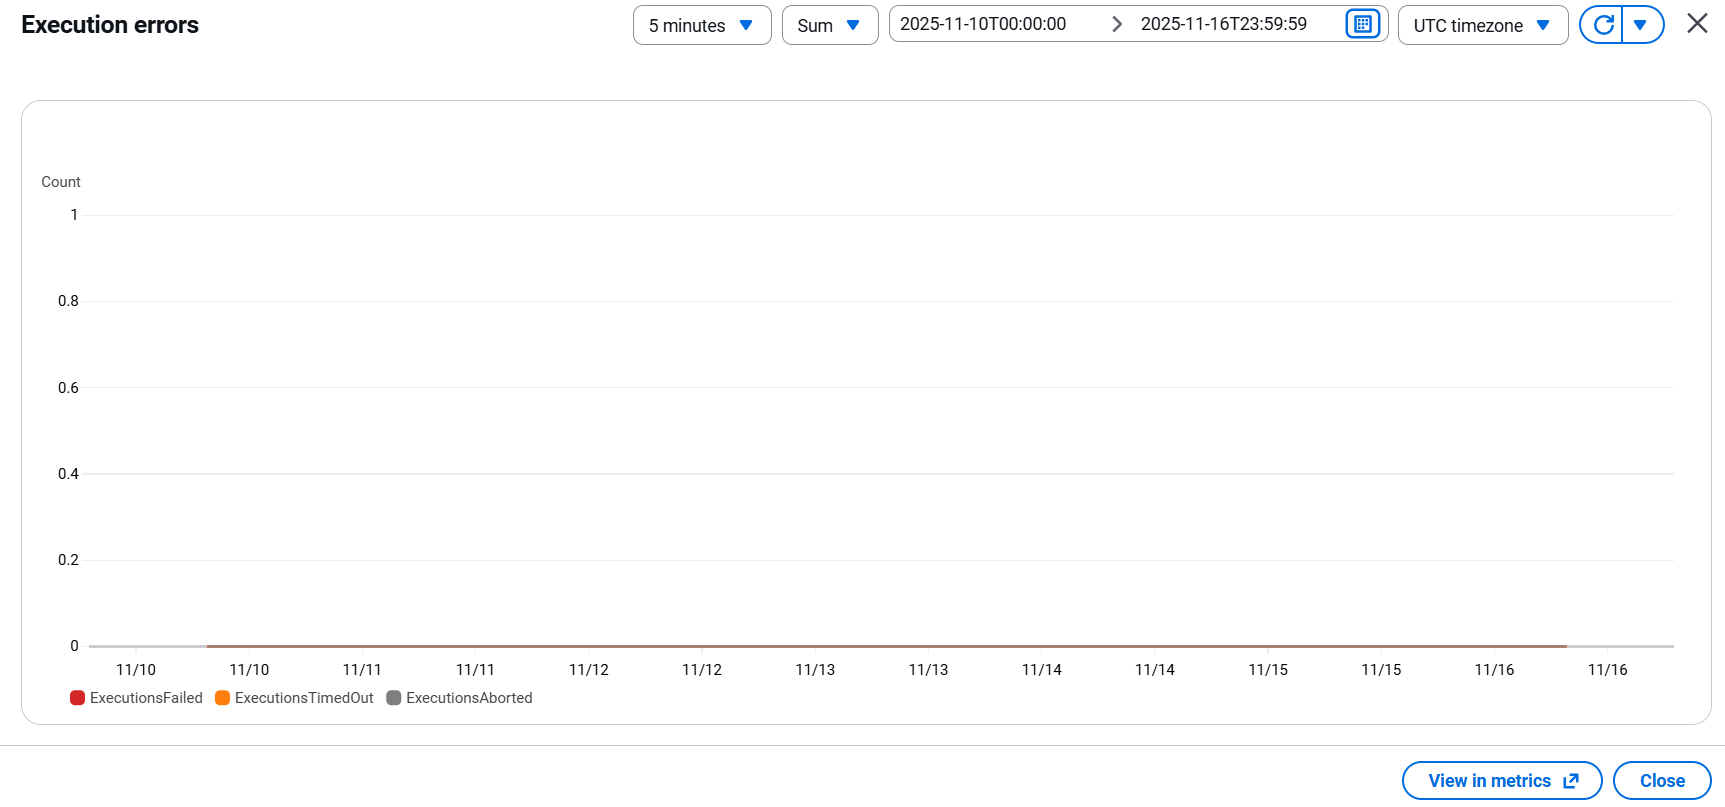 Execution errors
5 minutes
Sum
2025-11-10T00:00:00
2025-11-16T23:59:59
UTC timezone
Count
1
0.8
0.6
0.4
0.2
0
11/10 11/10 11/11 11/11 11/12 11/12 11/13 11/13 11/14 11/14 11/15 11/15 11/16 11/16
ExecutionsFailed ExecutionsTimedOut ExecutionsAborted
View in metrics
Close